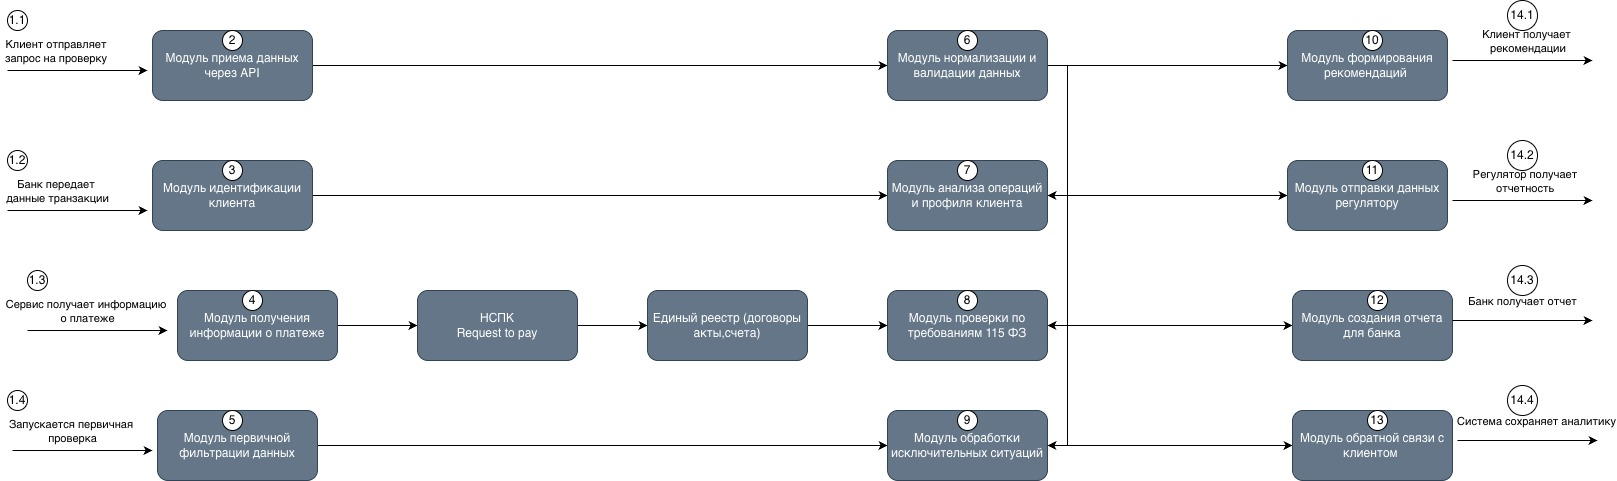 1.1
Клиент отправляет
запрос на проверку
2
Модуль приема данных
через API
6
Модуль нормализации и
валидации данных
10
Модуль формирования
рекомендаций
14.1
Клиент получает
рекомендации
1.2
Банк передает
данные транзакции
3
Модуль идентификации
клиента
7
Модуль анализа операций
и профиля клиента
11
Модуль отправки данных
регулятору
14.2
Регулятор получает
отчетность
1.3
Сервис получает информацию
о платеже
4
Модуль получения
информации о платеже
НСПК
Request to pay
Единый реестр (договоры
акты,счета)
8
Модуль проверки по
требованиям 115 ФЗ
12
Модуль создания отчета
для банка
14.3
Банк получает отчет
1.4
Запускается первичная
проверка
5
Модуль первичной
фильтрации данных
9
Модуль обработки
исключительных ситуаций
13
Модуль обратной связи с
клиентом
14.4
Система сохраняет аналитику